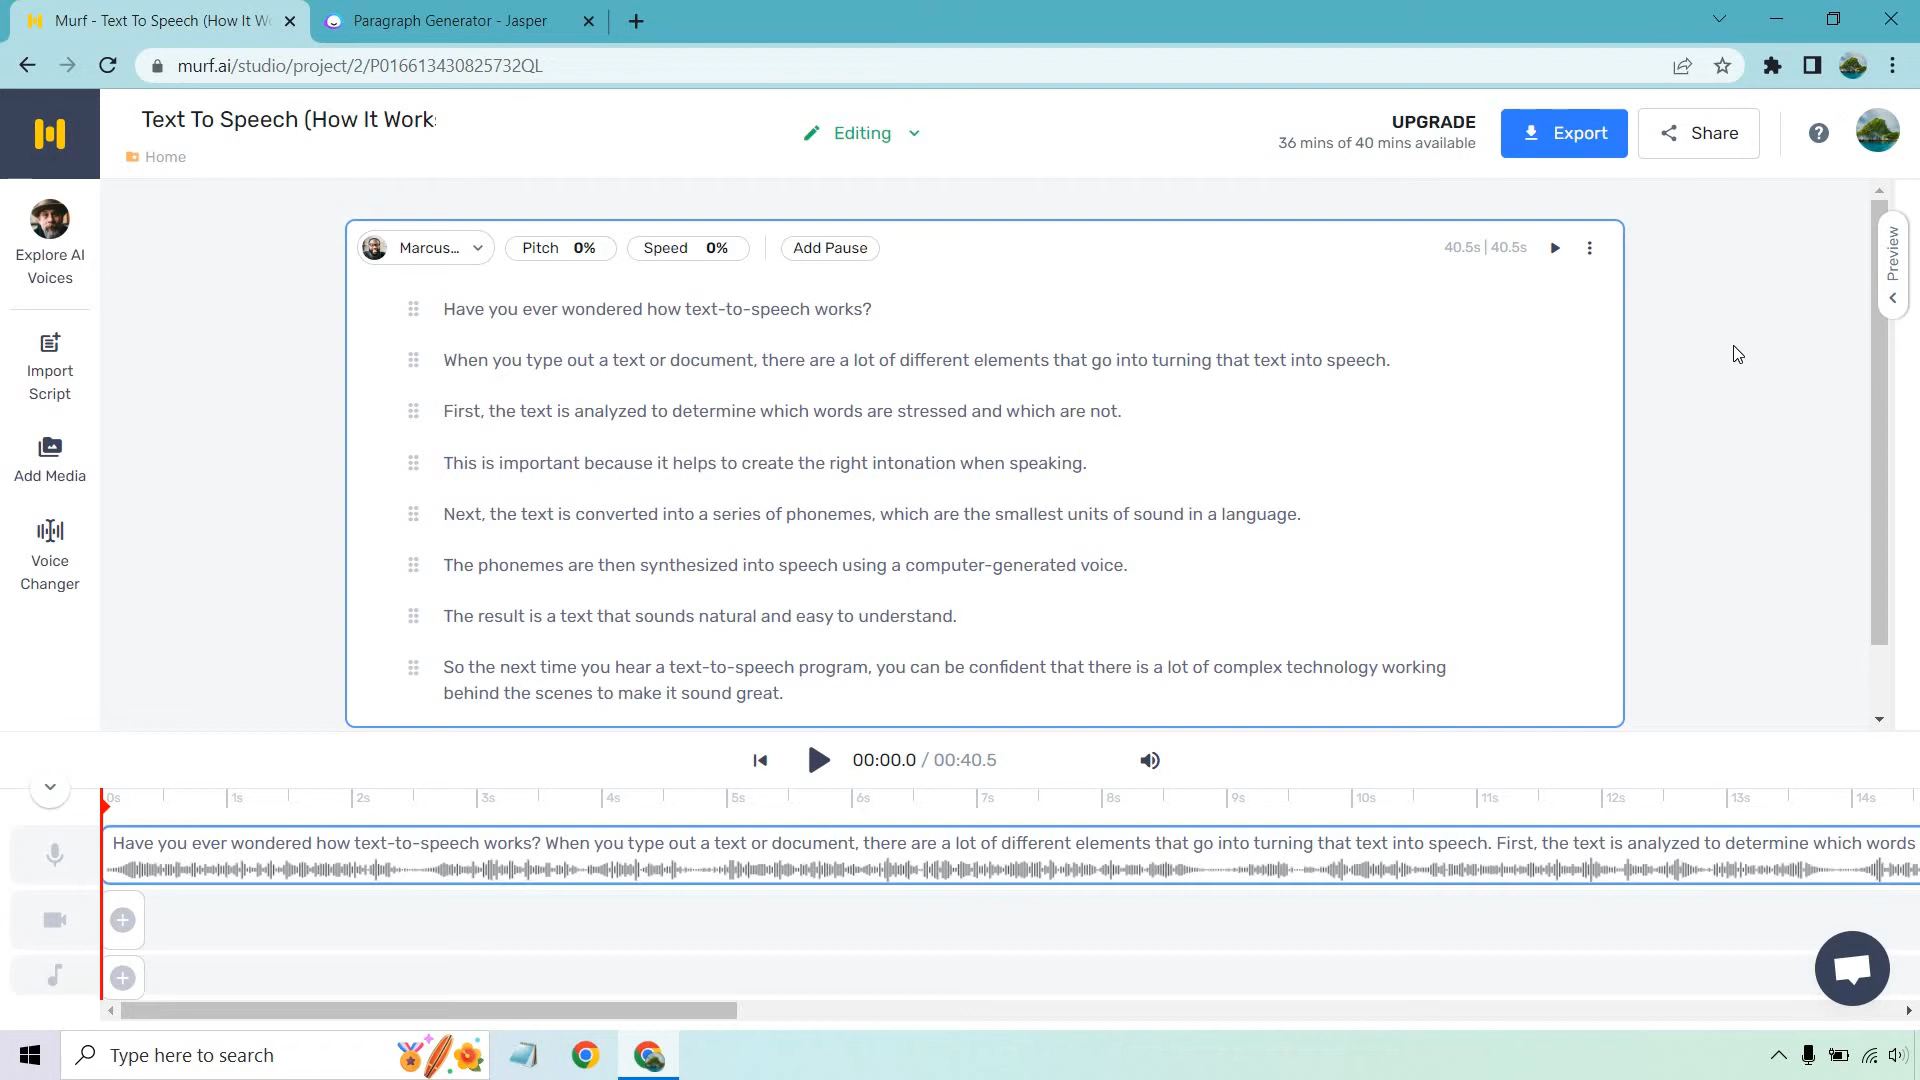 Murf - Text To Speech (How It Wo
Paragraph Generator - Jasper
murf.ai/studio/project/2/P016613430825732QL
Text To Speech (How It Works
Home
Editing
UPGRADE
36 mins of 40 mins available
Export
Share
Explore AI
Voices
Import
Script
Add Media
Voice
Changer
Marcus...
Pitch 0%
Speed 0%
Add Pause
40.5s | 40.5s
Preview
Have you ever wondered how text-to-speech works?
When you type out a text or document, there are a lot of different elements that go into turning that text into speech.
First, the text is analyzed to determine which words are stressed and which are not.
This is important because it helps to create the right intonation when speaking.
Next, the text is converted into a series of phonemes, which are the smallest units of sound in a language.
The phonemes are then synthesized into speech using a computer-generated voice.
The result is a text that sounds natural and easy to understand.
So the next time you hear a text-to-speech program, you can be confident that there is a lot of complex technology working
behind the scenes to make it sound great.
00:00.0 / 00:40.5
0s 1s 2s 3s 4s 5s 6s 7s 8s 9s 10s 11s 12s 13s 14s
Have you ever wondered how text-to-speech works? When you type out a text or document, there are a lot of different elements that go into turning that text into speech. First, the text is analyzed to determine which words
Type here to search